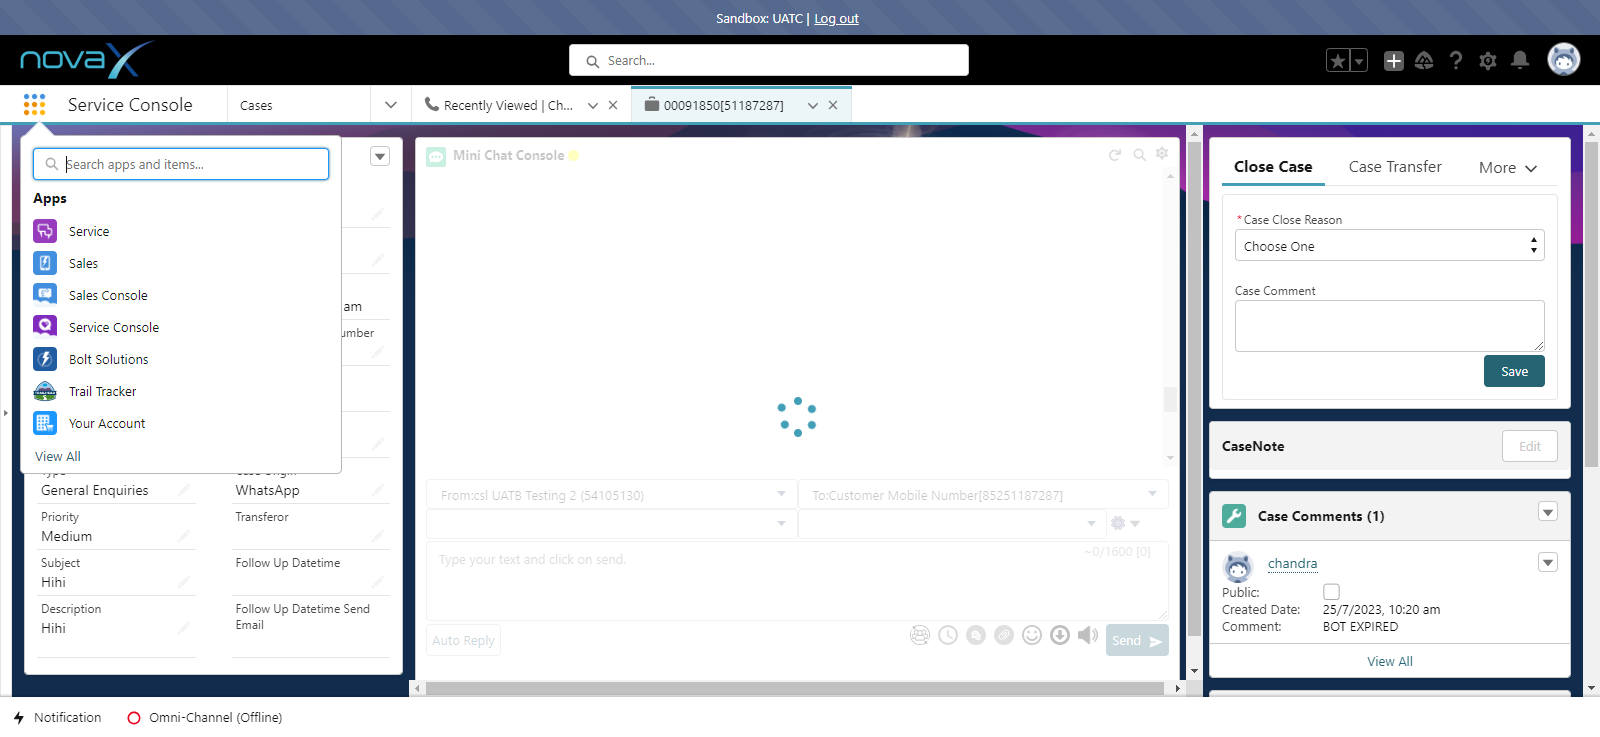 Sandbox: UATC | Log out
novaX
Search...
Service Console
Cases
Recently Viewed | Ch...
00091850[51187287]
Search apps and items...
Apps
Service
Sales
Sales Console
Service Console
Bolt Solutions
Trail Tracker
Your Account
View All
am
umber
General Enquiries
WhatsApp
Priority
Medium
Transferor
Subject
Hihi
Follow Up Datetime
Description
Hihi
Follow Up Datetime Send
Email
Mini Chat Console
From:csl UATB Testing 2 (54105130)
To:Customer Mobile Number[85251187287]
Type your text and click on send.
~0/1600 [0]
Auto Reply
Send
Close Case
Case Transfer
More
*Case Close Reason
Choose One
Case Comment
Save
CaseNote
Edit
Case Comments (1)
chandra
Public:
Created Date: 25/7/2023, 10:20 am
Comment: BOT EXPIRED
View All
Notification
Omni-Channel (Offline)